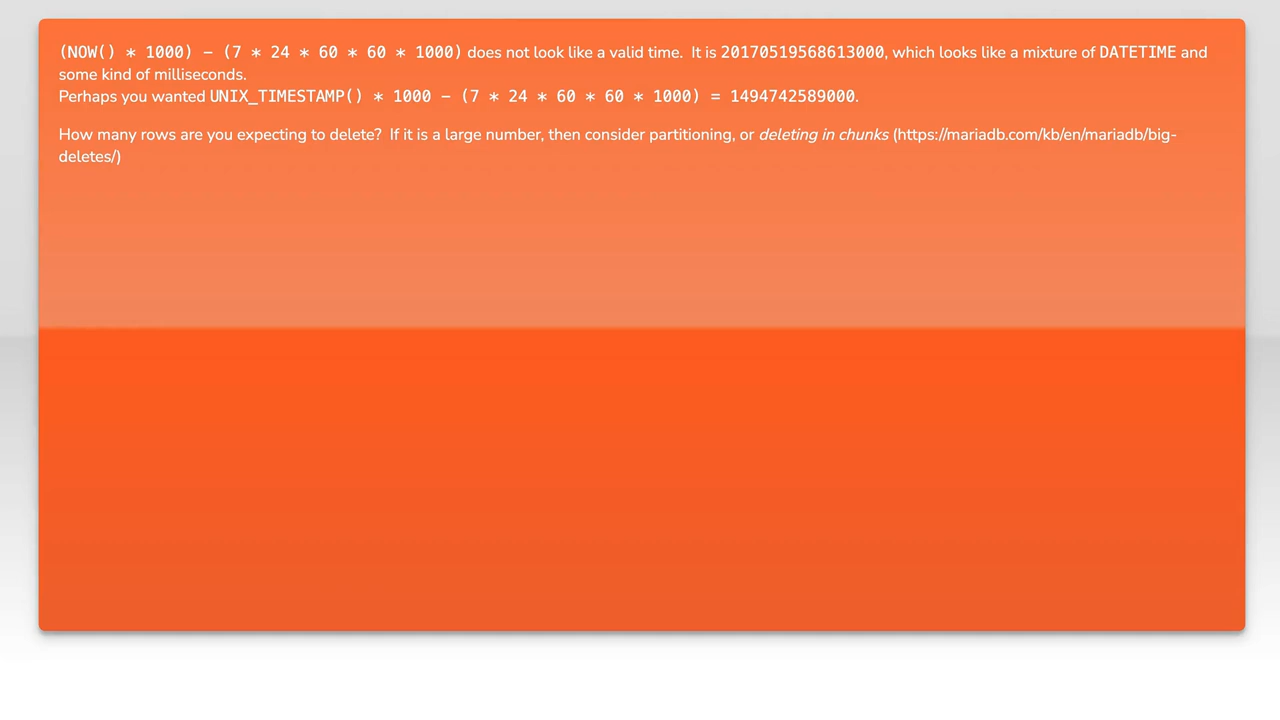 (NOW() * 1000) - (7 * 24 * 60 * 60 * 1000) does not look like a valid time.  It is 20170519568613000, which looks like a mixture of DATETIME and
some kind of milliseconds.
Perhaps you wanted UNIX_TIMESTAMP() * 1000 - (7 * 24 * 60 * 60 * 1000) = 1494742589000.
How many rows are you expecting to delete?  If it is a large number, then consider partitioning, or deleting in chunks (https://mariadb.com/kb/en/mariadb/big-
deletes/)